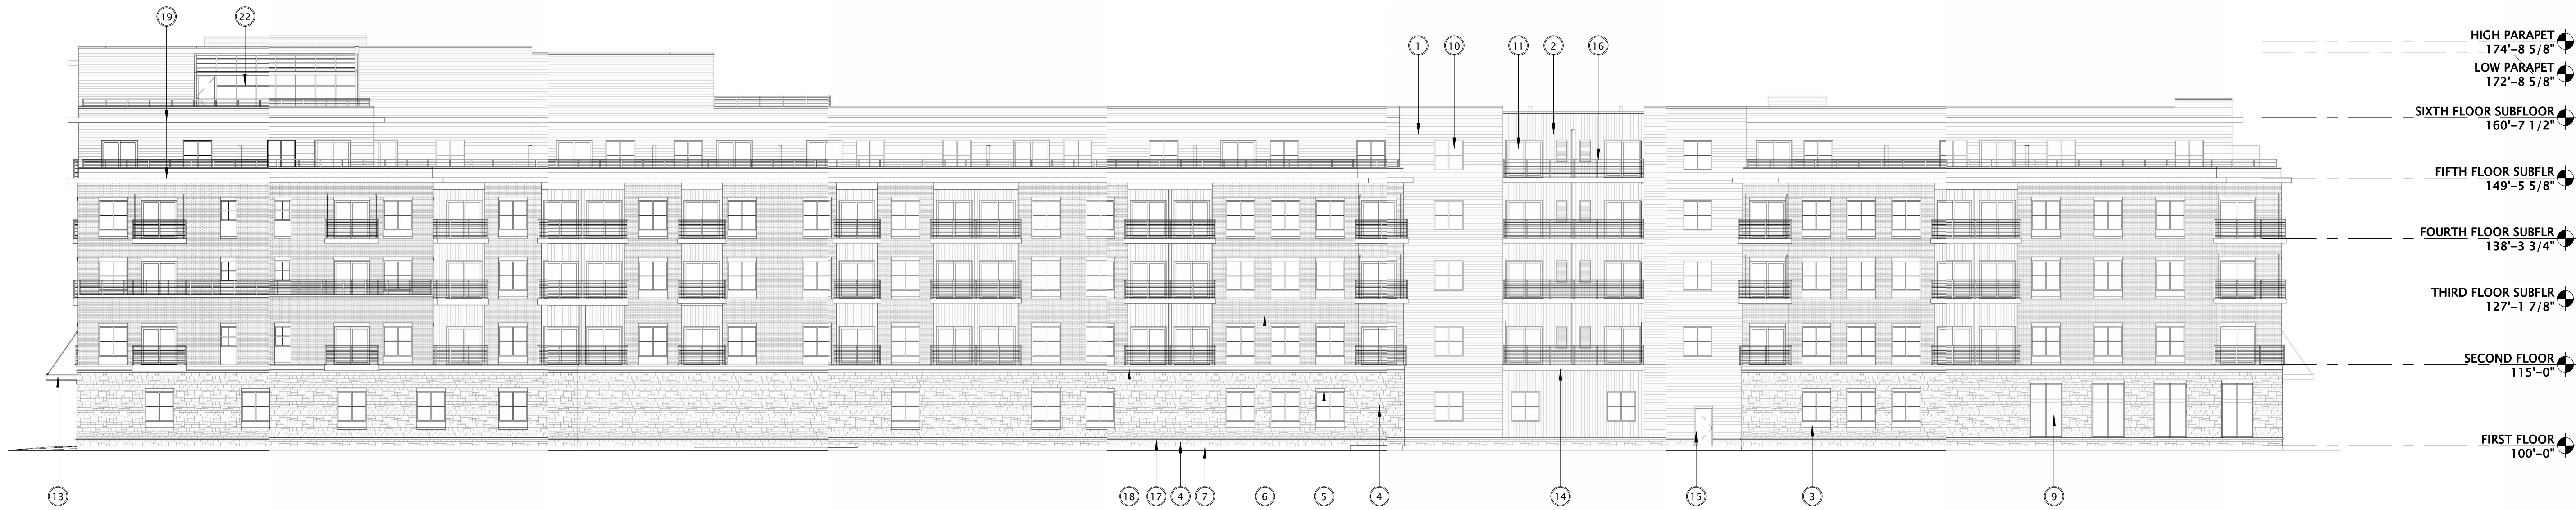 19 22
1 10 11 2 16
HIGH PARAPET
174'-8 5/8"
LOW PARAPET
172'-8 5/8"
SIXTH FLOOR SUBFLOOR
160'-7 1/2"
FIFTH FLOOR SUBFLR
149'-5 5/8"
FOURTH FLOOR SUBFLR
138'-3 3/4"
THIRD FLOOR SUBFLR
127'-1 7/8"
SECOND FLOOR
115'-0"
FIRST FLOOR
100'-0"
13 18 17 4 7 6 5 4 14 15 3 9